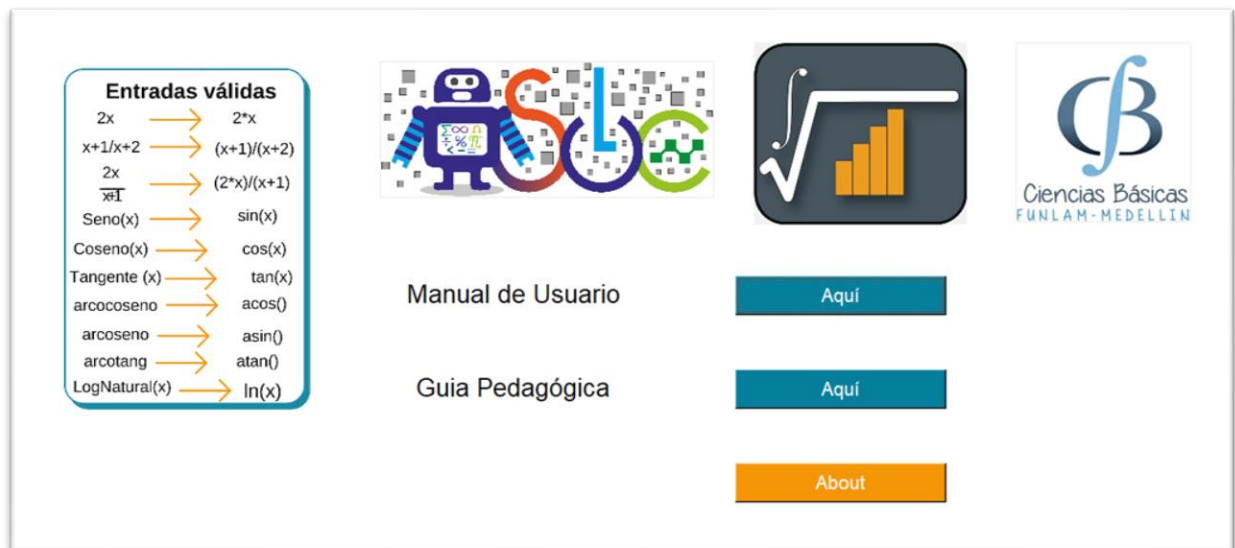 Entradas válidas
2x → 2*x
x+1/x+2 → (x+1)/(x+2)
2x
x+1 → (2*x)/(x+1)
Seno(x) → sin(x)
Coseno(x) → cos(x)
Tangente (x) → tan(x)
arcocoseno → acos()
arcoseno → asin()
arcotang → atan()
LogNatural(x) → ln(x)
SLC
CB
Ciencias Básicas
FUNLAM-MEDELLIN
Manual de Usuario
Aquí
Guia Pedagógica
Aquí
About